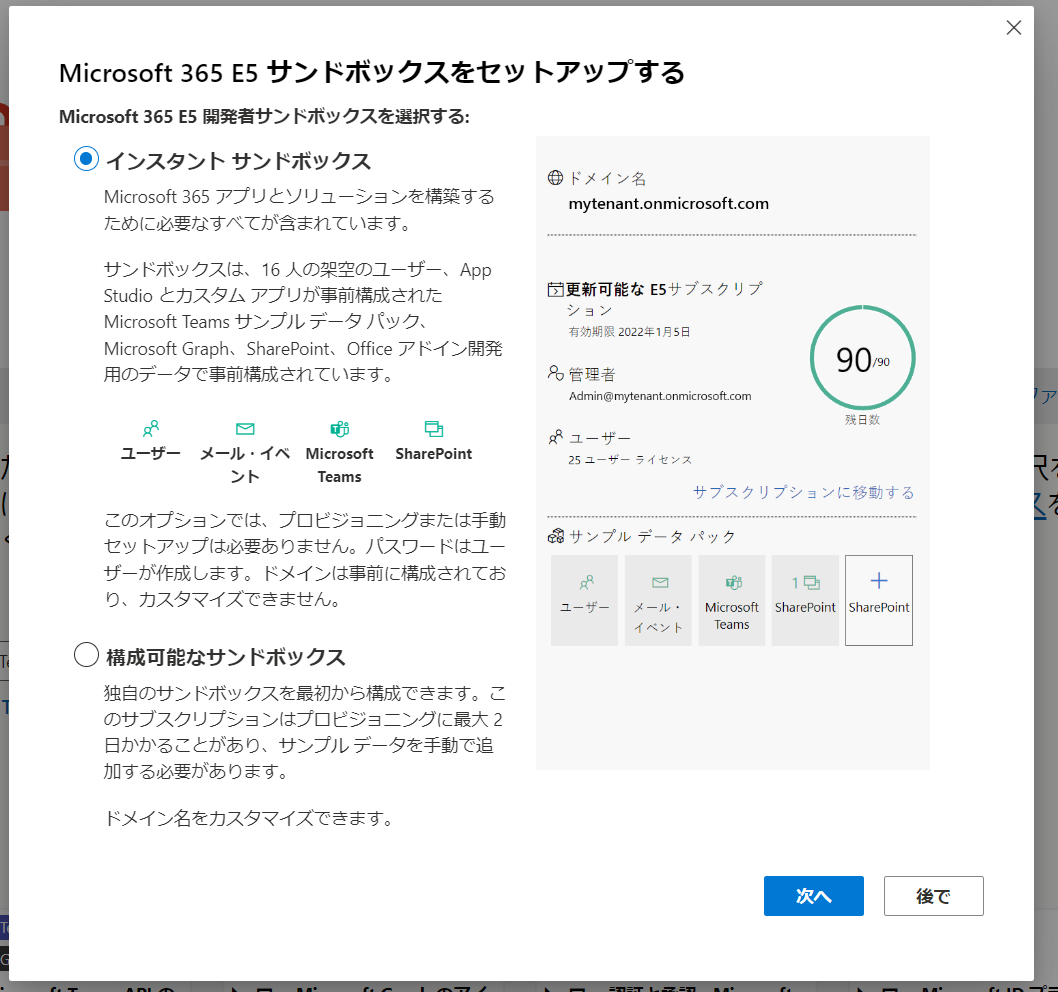 Microsoft 365 E5 サンドボックスをセットアップする
Microsoft 365 E5 開発者サンドボックスを選択する:
インスタント サンドボックス
Microsoft 365 アプリとソリューションを構築する
ために必要なすべてが含まれています。
サンドボックスは、16 人の架空のユーザー、App
Studio とカスタム アプリが事前構成された
Microsoft Teams サンプル データ パック、
Microsoft Graph、SharePoint、Office アドイン開発
用のデータで事前構成されています。
ユーザー
メール・イベ
ント
Microsoft
Teams
SharePoint
このオプションでは、プロビジョニングまたは手動
セットアップは必要ありません。パスワードはユー
ザーが作成します。ドメインは事前に構成されてお
り、カスタマイズできません。
構成可能なサンドボックス
独自のサンドボックスを最初から構成できます。こ
のサブスクリプションはプロビジョニングに最大 2
日かかることがあり、サンプル データを手動で追
加する必要があります。
ドメイン名をカスタマイズできます。
ドメイン名
mytenant.onmicrosoft.com
更新可能な E5サブスクリプ
ション
有効期限 2022年1月5日
90/90
残日数
管理者
Admin@mytenant.onmicrosoft.com
ユーザー
25 ユーザー ライセンス
サブスクリプションに移動する
サンプル データ パック
ユーザー
メール・
イベント
Microsoft
Teams
1
SharePoint
SharePoint
次へ
後で